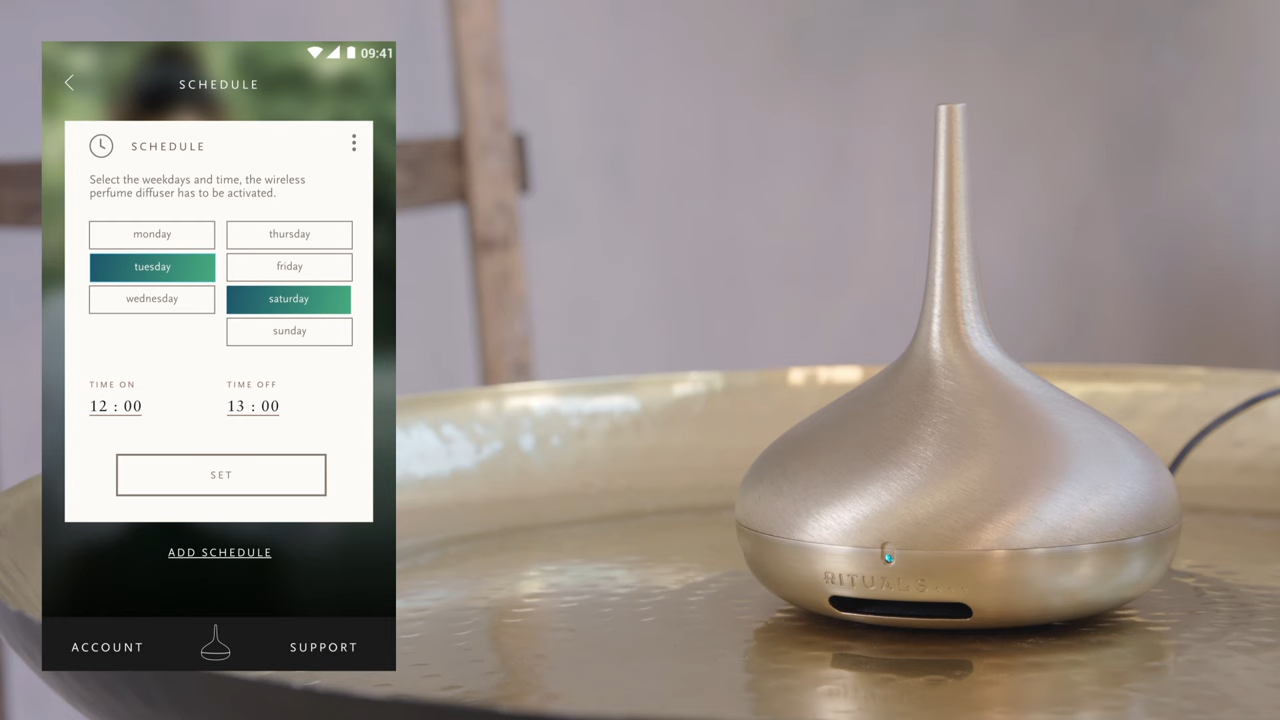 09:41
SCHEDULE
SCHEDULE
Select the weekdays and time, the wireless
perfume diffuser has to be activated.
monday
thursday
tuesday
friday
wednesday
saturday
sunday
TIME ON
TIME OFF
12 : 00
13 : 00
SET
ADD SCHEDULE
ACCOUNT
SUPPORT
RITUALS...